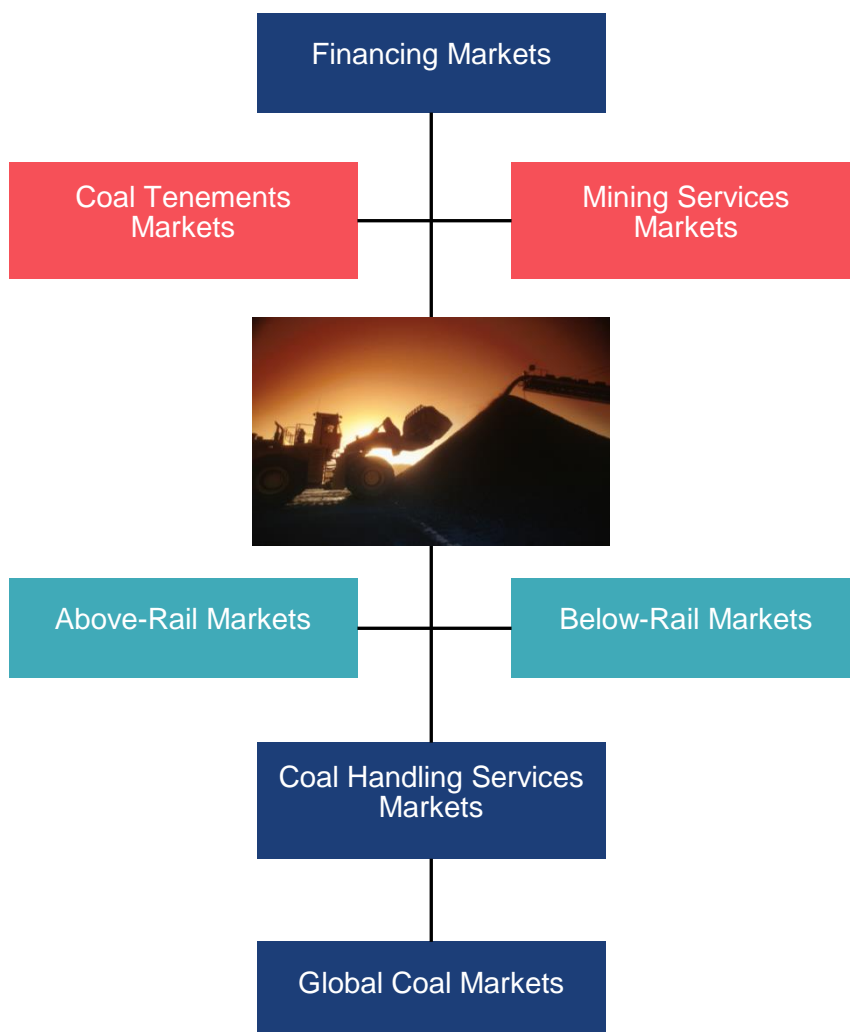 Financing Markets
Coal Tenements
Markets
Mining Services
Markets
Above-Rail Markets
Below-Rail Markets
Coal Handling Services
Markets
Global Coal Markets